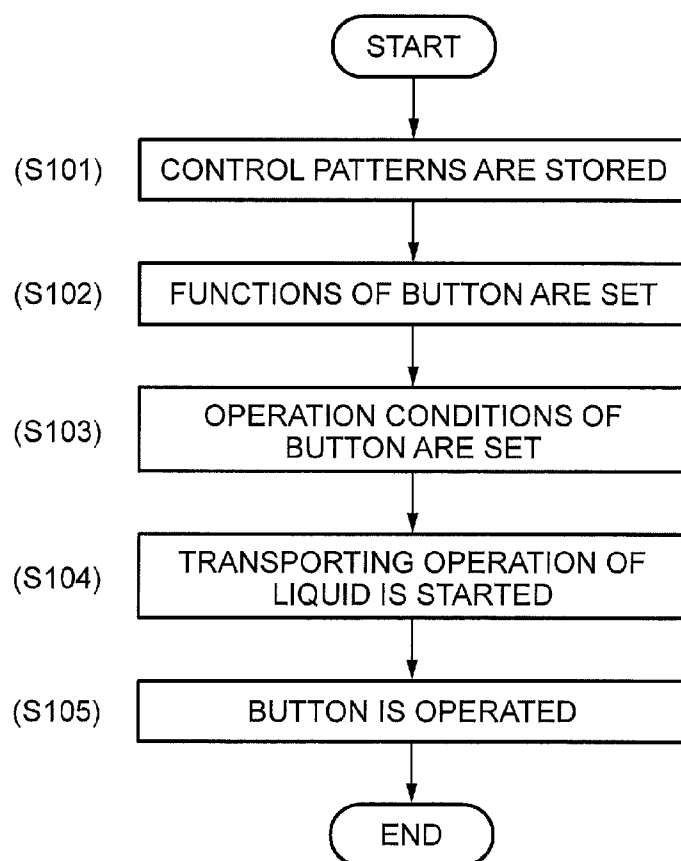 START
(S101) CONTROL PATTERNS ARE STORED
(S102) FUNCTIONS OF BUTTON ARE SET
(S103) OPERATION CONDITIONS OF
BUTTON ARE SET
(S104) TRANSPORTING OPERATION OF
LIQUID IS STARTED
(S105) BUTTON IS OPERATED
END